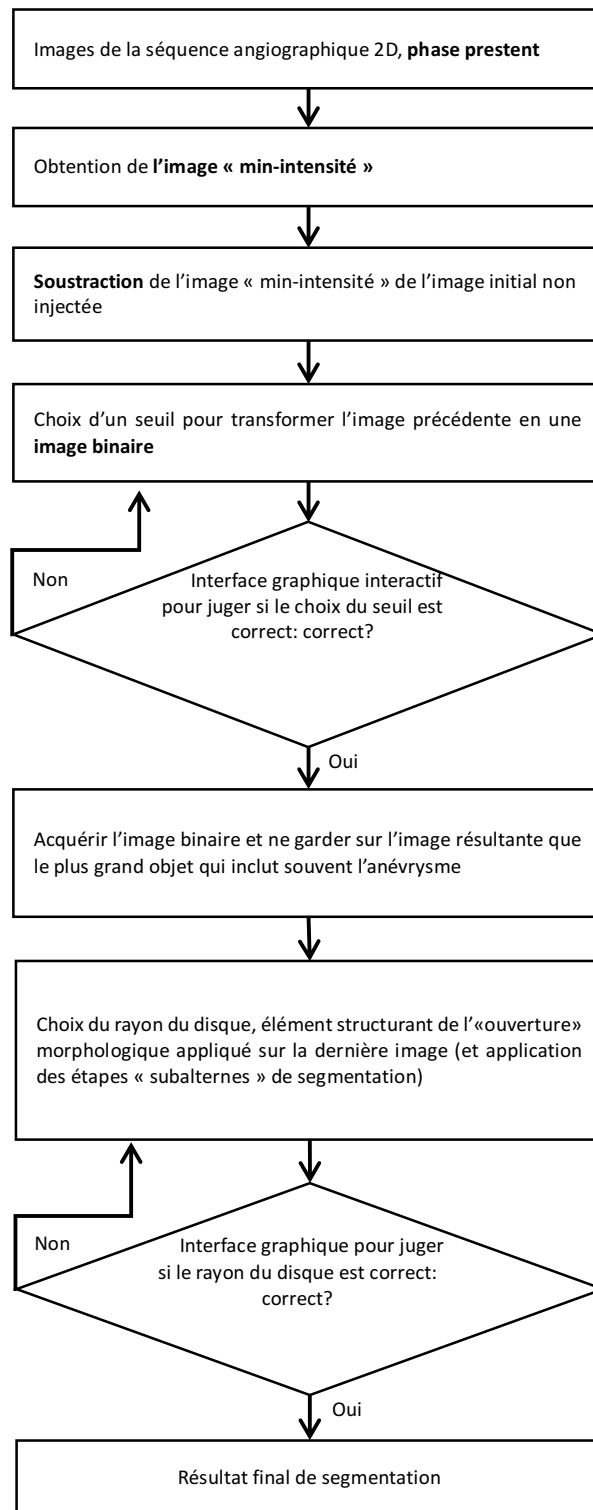 Images de la séquence angiographique 2D, phase prestent
Obtention de l’image « min-intensité »
Soustraction de l’image « min-intensité » de l’image initial non
injectée
Choix d’un seuil pour transformer l’image précédente en une
image binaire
Non
Interface graphique interactif
pour juger si le choix du seuil est
correct: correct?
Oui
Acquérir l’image binaire et ne garder sur l’image résultante que
le plus grand objet qui inclut souvent l’anévrysme
Choix du rayon du disque, élément structurant de l’«ouverture»
morphologique appliqué sur la dernière image (et application
des étapes « subalternes » de segmentation)
Non
Interface graphique pour juger
si le rayon du disque est correct:
correct?
Oui
Résultat final de segmentation